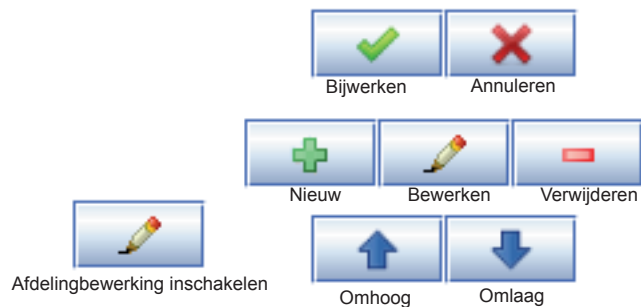 Bijwerken Annuleren
Nieuw Bewerken Verwijderen
Afdelingbewerking inschakelen
Omhoog Omlaag